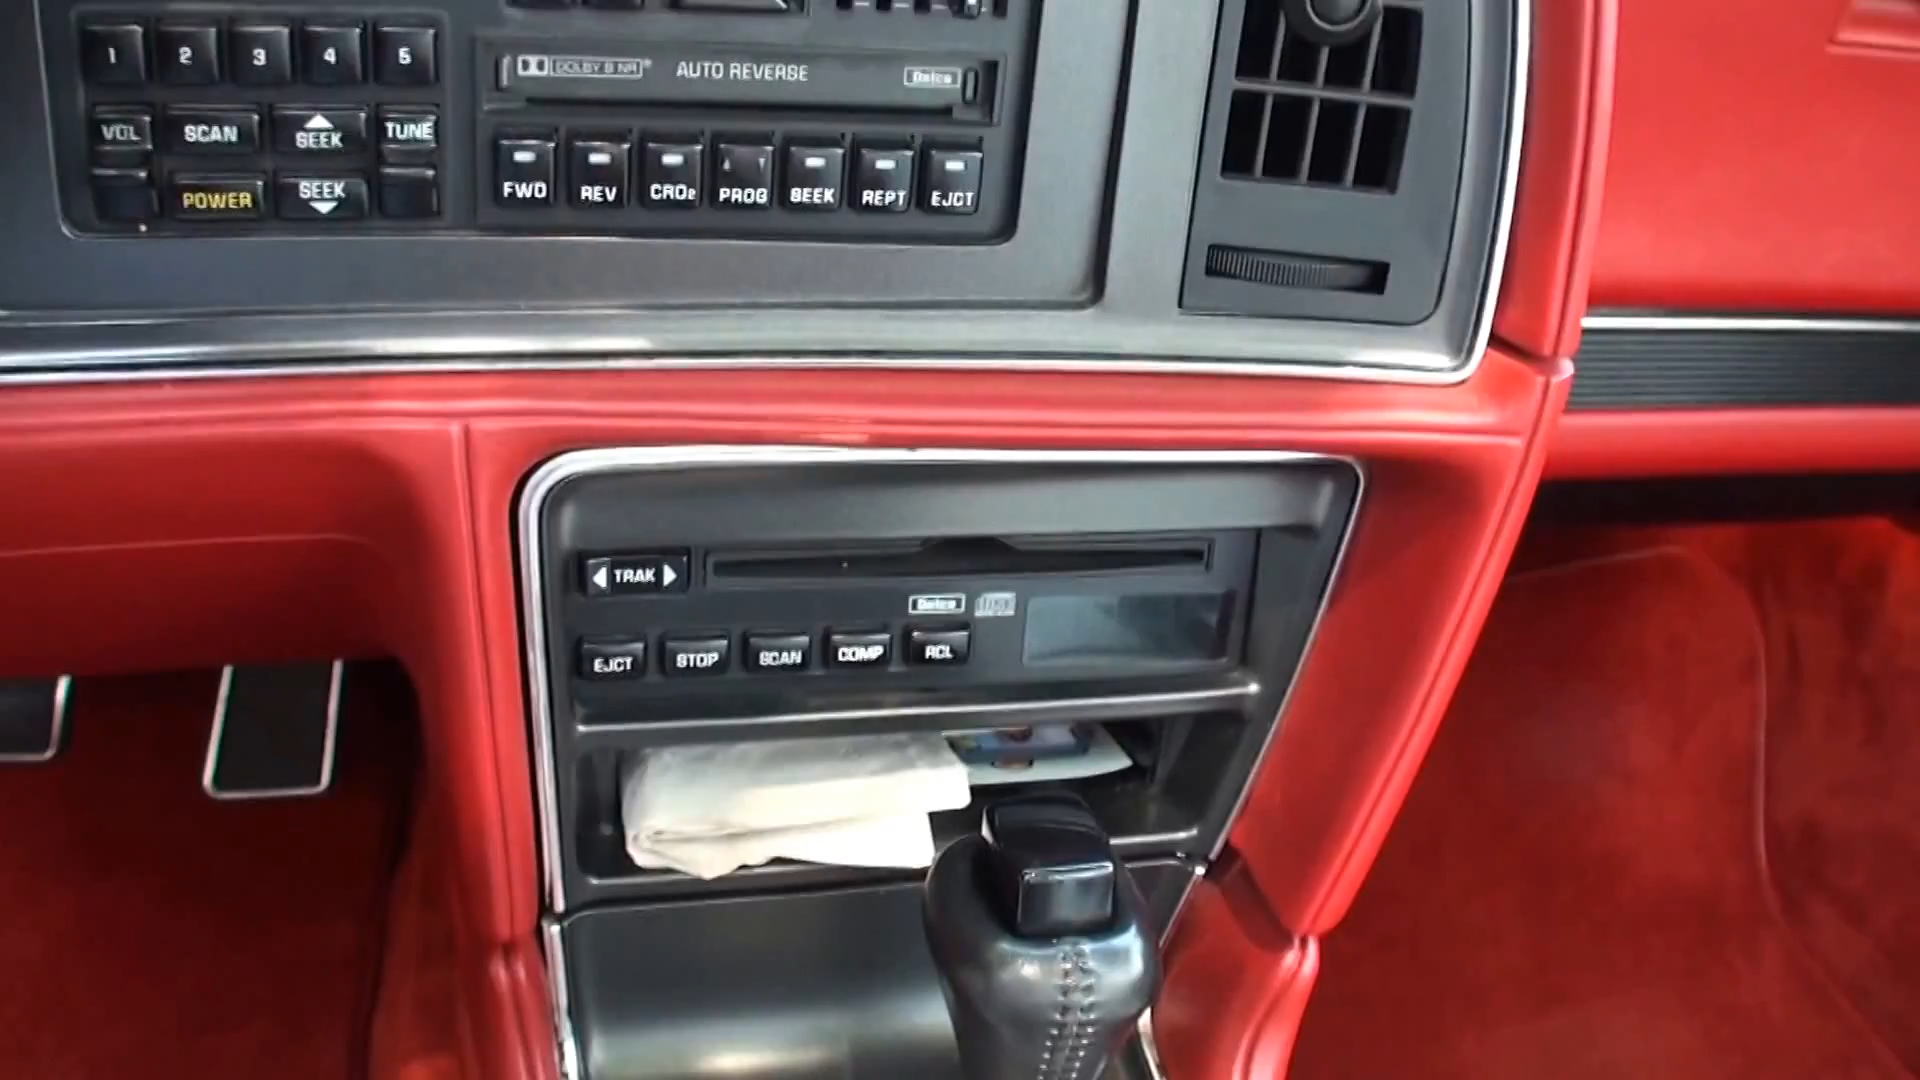 1 2 3 4 5
DOLBY B NR AUTO REVERSE Delco
VOL SCAN SEEK TUNE
POWER SEEK
FWD REV CRO2 PROG SEEK REPT EJCT
TRAK
Delco disc
EJCT STOP SCAN COMP RCL